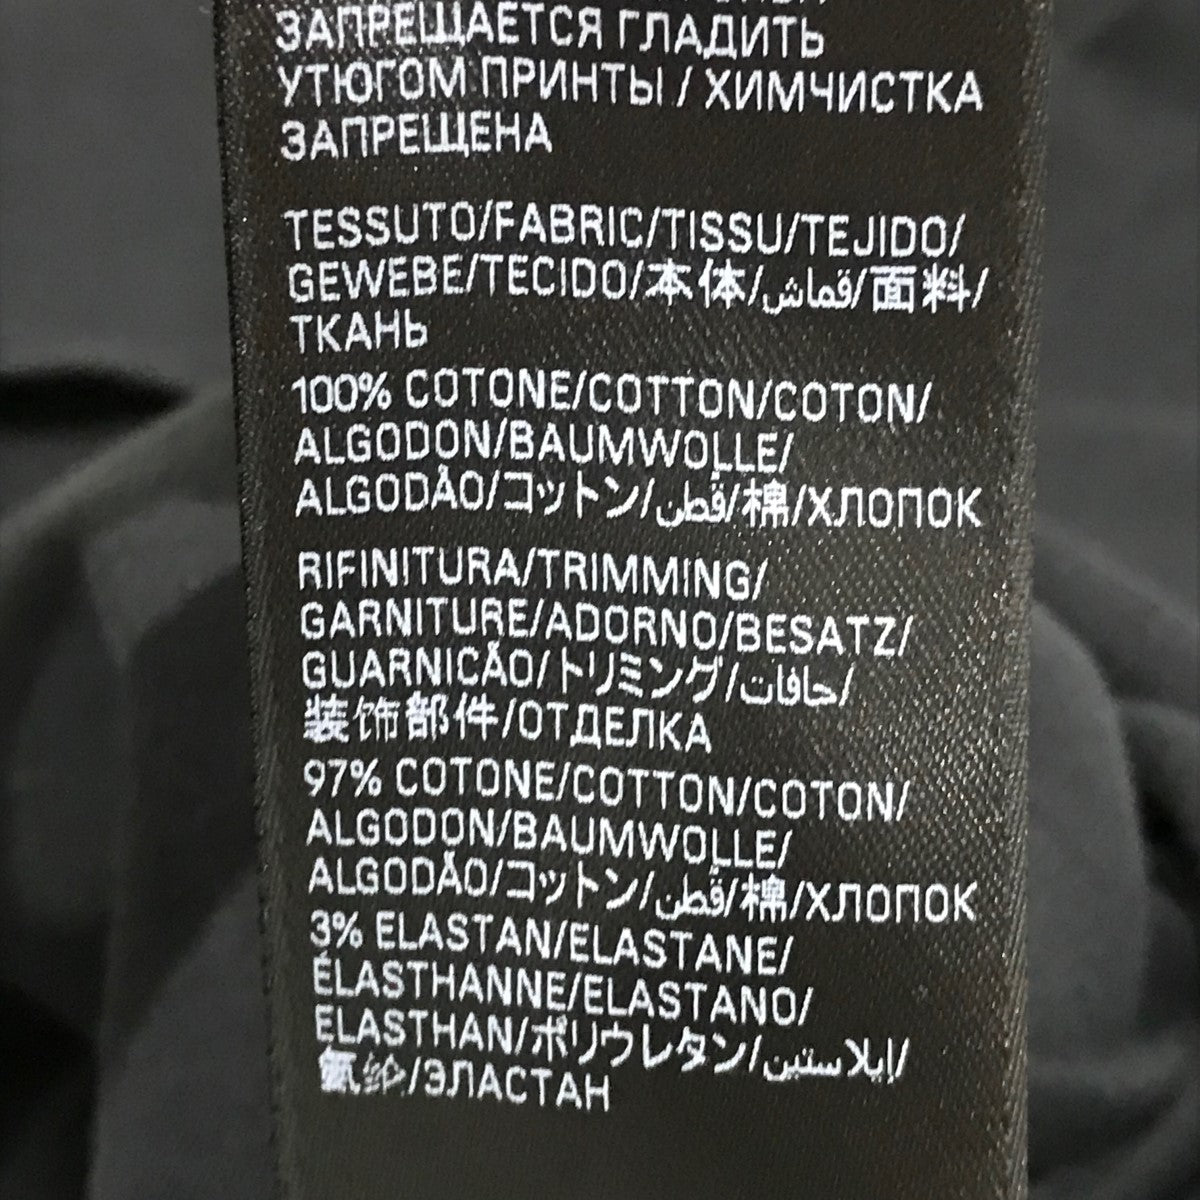 ЗАПРЕЩАЕТСЯ ГЛАДИТЬ
УТЮГОМ ПРИНТЫ / ХИМЧИСТКА
ЗАПРЕЩЕНА
TESSUTO/FABRIC/TISSU/TEJIDO/
GEWEBE/TECIDO/本体/قماش/面料/
ТКАНЬ
100% COTONE/COTTON/COTON/
ALGODON/BAUMWOLLE/
ALGODÃO/コットン/قطن/棉/ХЛОПОК
RIFINITURA/TRIMMING/
GARNITURE/ADORNO/BESATZ/
GUARNICÃO/トリミング/حافات/
装饰部件/ОТДЕЛКА
97% COTONE/COTTON/COTON/
ALGODON/BAUMWOLLE/
ALGODÃO/コットン/قطن/棉/ХЛОПОК
3% ELASTAN/ELASTANE/
ÉLASTHANNE/ELASTANO/
ELASTHAN/ポリウレタン/إيلاستين/
氨纶/ЭЛАСТАН